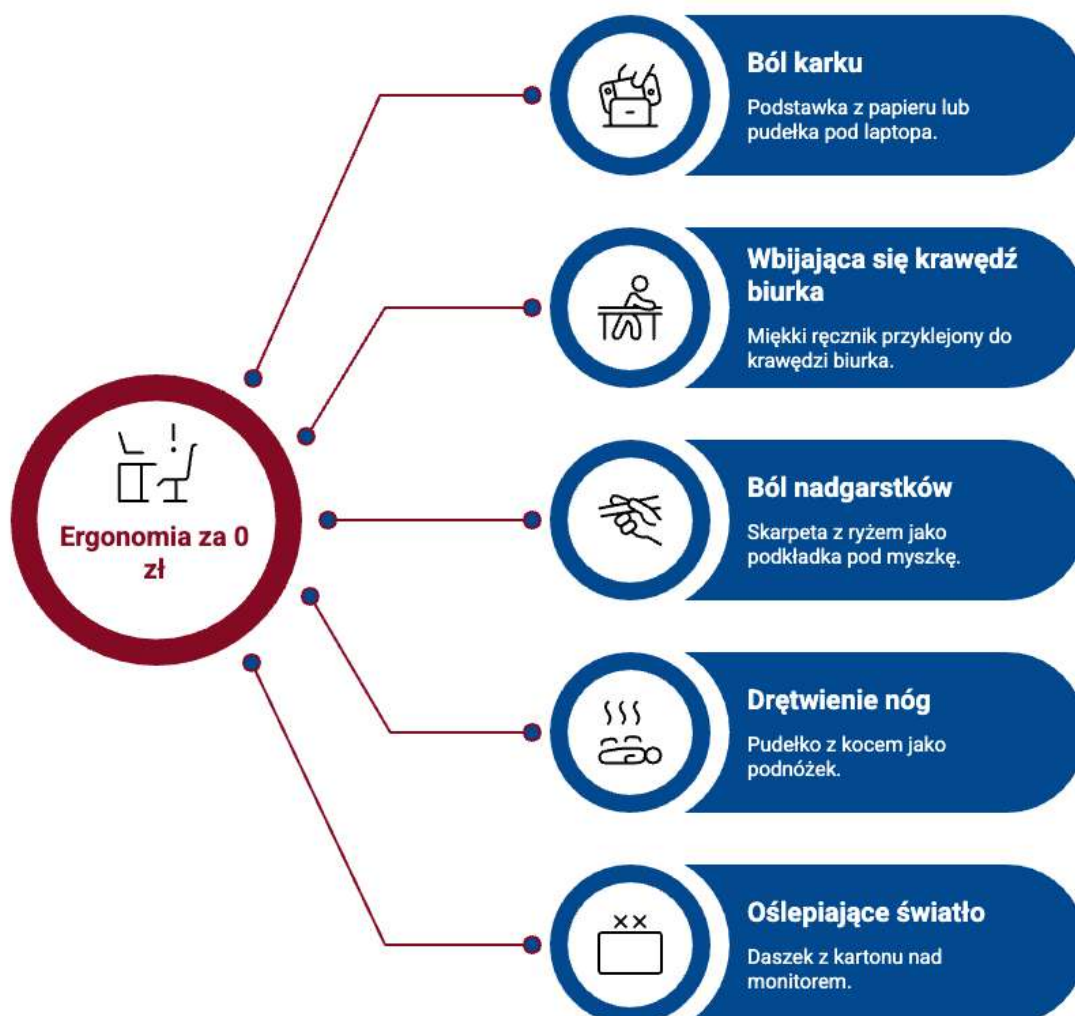 Ból karku
Podstawka z papieru lub
pudełka pod laptopa.
Wbijająca się krawędź
biurka
Miękki ręcznik przyklejony do
krawędzi biurka.
Ergonomia za 0
zł
Ból nadgarstków
Skarpeta z ryżem jako
podkładka pod myszkę.
Drętwienie nóg
Pudełko z kocem jako
podnóżek.
Oślepiające światło
Daszek z kartonu nad
monitorem.